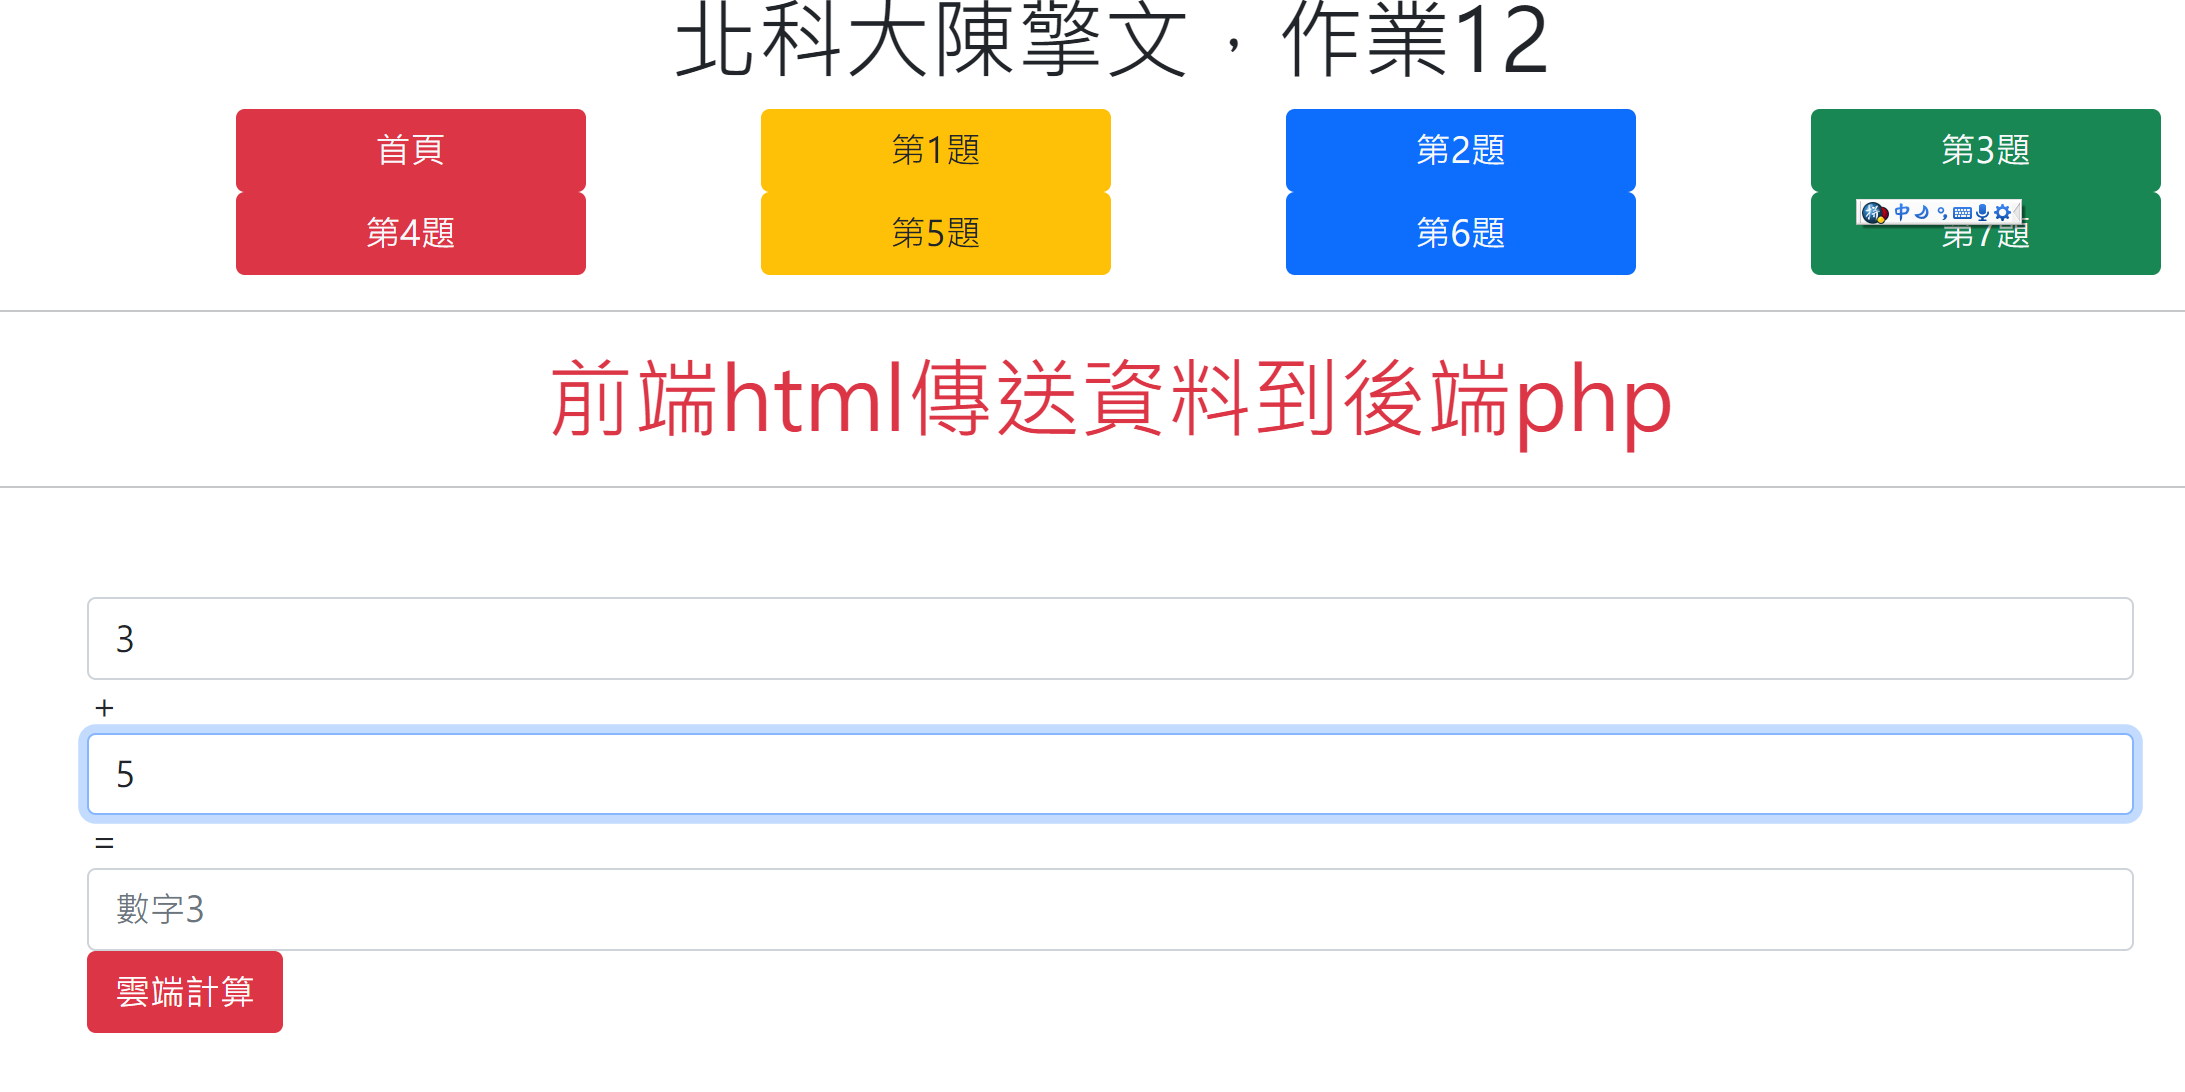 北科大陳擎文，作業12
首頁 第1題 第2題 第3題
第4題 第5題 第6題 第7題
中
前端html傳送資料到後端php
3
+
5
=
數字3
雲端計算